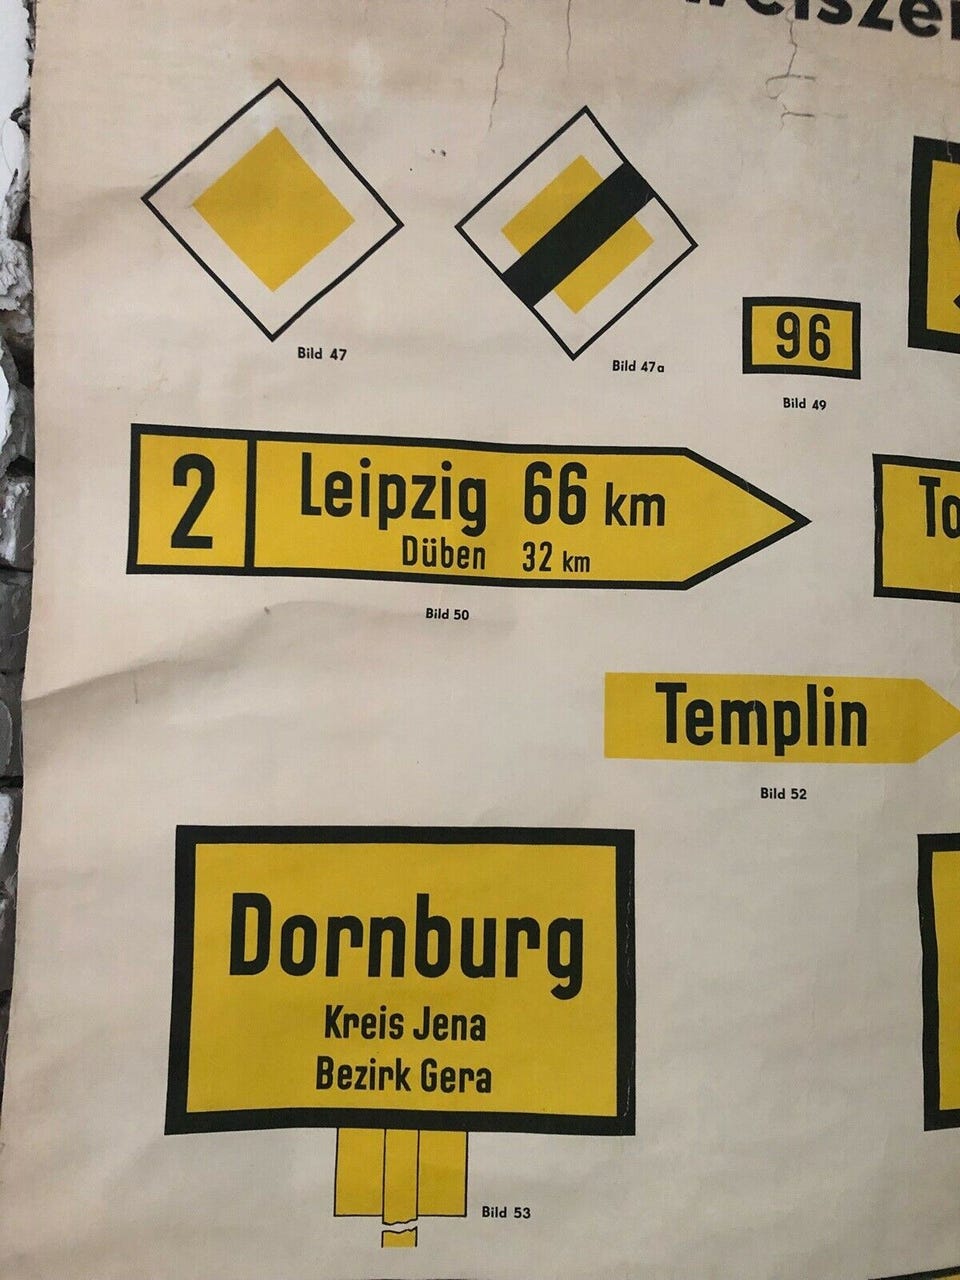 Bild 47
Bild 47a
96
Bild 49
2 Leipzig 66 km
Düben 32 km
Bild 50
Templin
Bild 52
Dornburg
Kreis Jena
Bezirk Gera
Bild 53